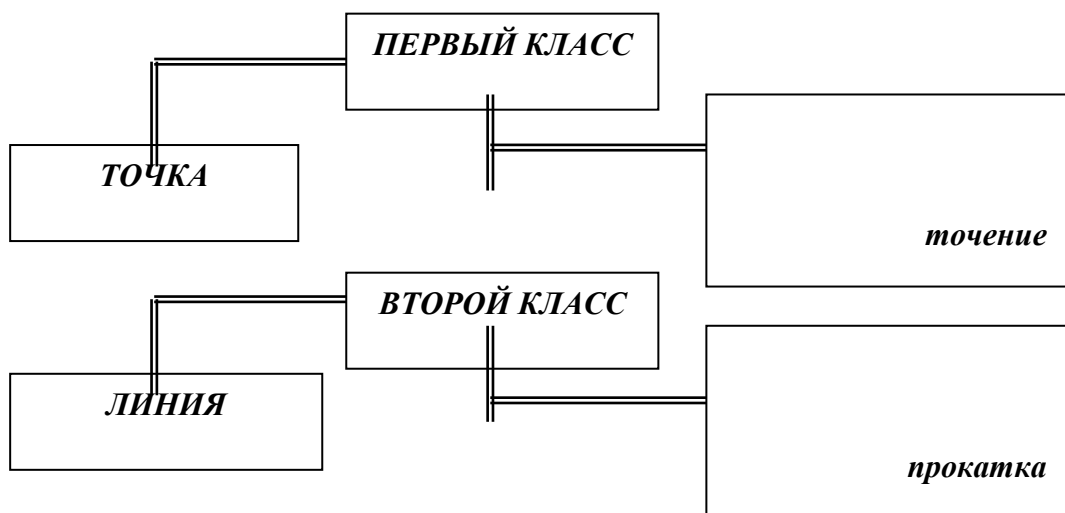 ПЕРВЫЙ КЛАСС
ТОЧКА
точение
ВТОРОЙ КЛАСС
ЛИНИЯ
прокатка